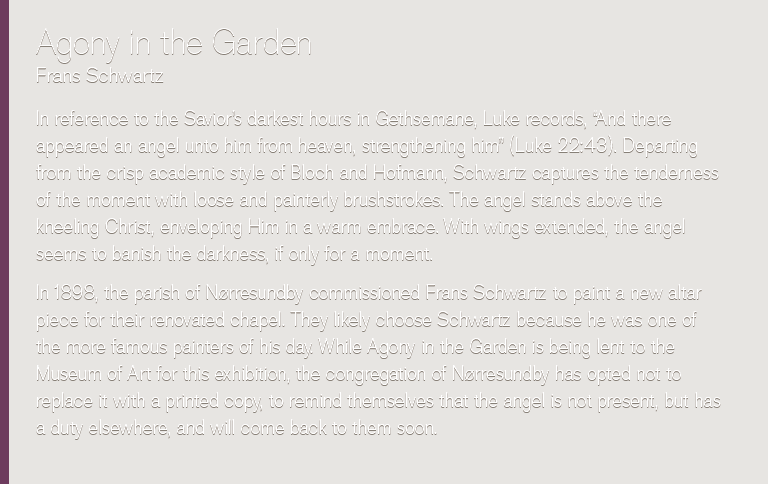 Agony in the Garden
Frans Schwartz
In reference to the Savior's darkest hours in Gethsemane, Luke records, "And there
appeared an angel unto him from heaven, strengthening him" (Luke 22:43). Departing
from the crisp academic style of Bloch and Hofmann, Schwartz captures the tenderness
of the moment with loose and painterly brushstrokes. The angel stands above the
kneeling Christ, enveloping Him in a warm embrace. With wings extended, the angel
seems to banish the darkness, if only for a moment.
In 1898, the parish of Nørresundby commissioned Frans Schwartz to paint a new altar
piece for their renovated chapel. They likely choose Schwartz because he was one of
the more famous painters of his day. While Agony in the Garden is being lent to the
Museum of Art for this exhibition, the congregation of Nørresundby has opted not to
replace it with a printed copy, to remind themselves that the angel is not present, but has
a duty elsewhere, and will come back to them soon.